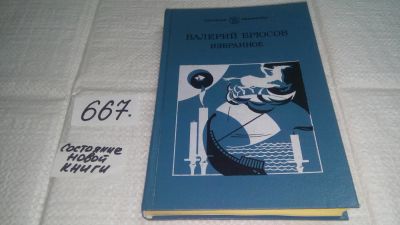 667.
состояние
новой
книги
ВАЛЕРИЙ БРЮСОВ
ИЗБРАННОЕ